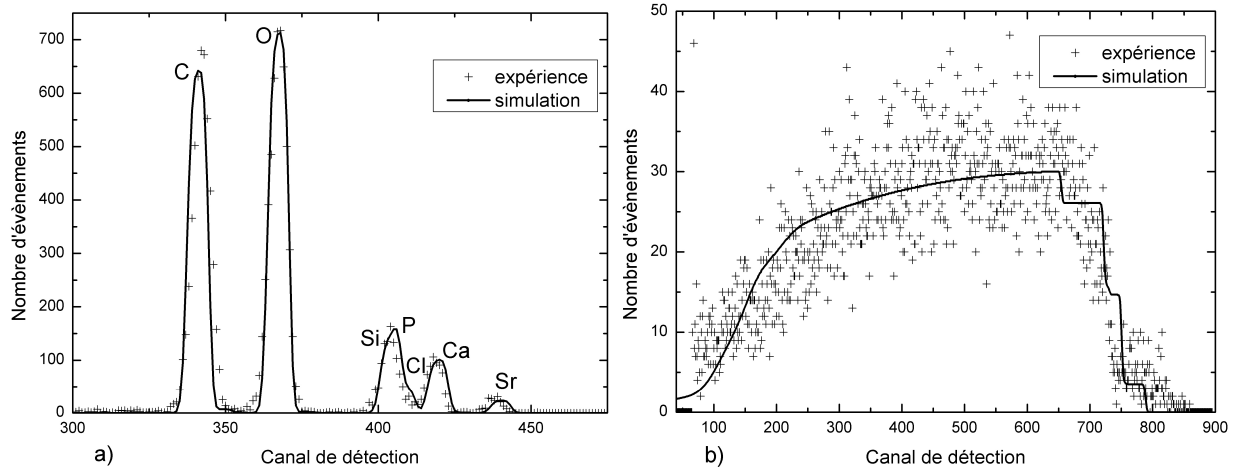 700
600
500
400
300
200
100
0
Nombre d'évènements
C
O
Si
P
Cl
Ca
Sr
expérience
simulation
300
350
400
450
a)
Canal de détection
50
40
30
20
10
0
Nombre d'évènements
expérience
simulation
100
200
300
400
500
600
700
800
900
b)
Canal de détection